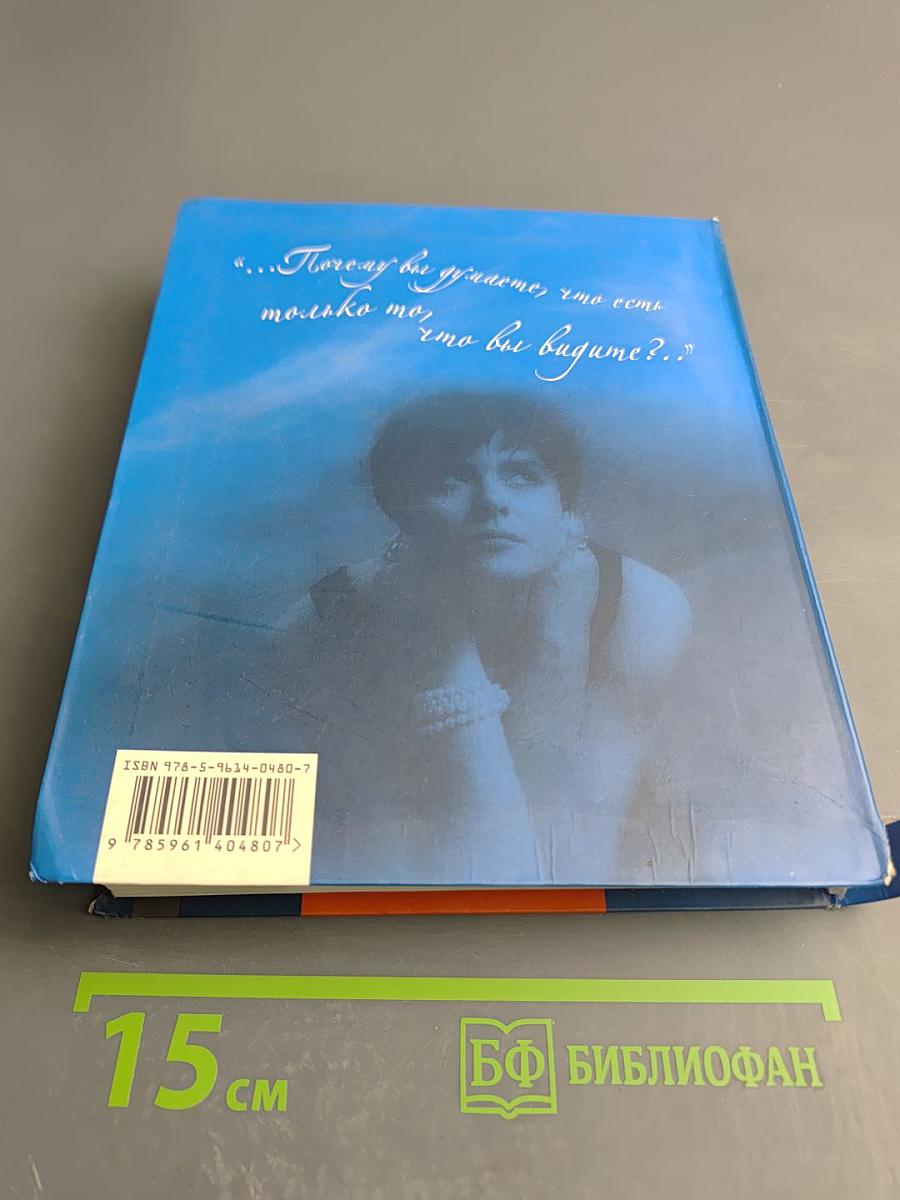 «...Почему вы думаете, что есть
только то,
что вы видите?..»
ISBN 978-5-9614-0480-7
9 785961 404807 >
15 см
БФ БИБЛИОФАН